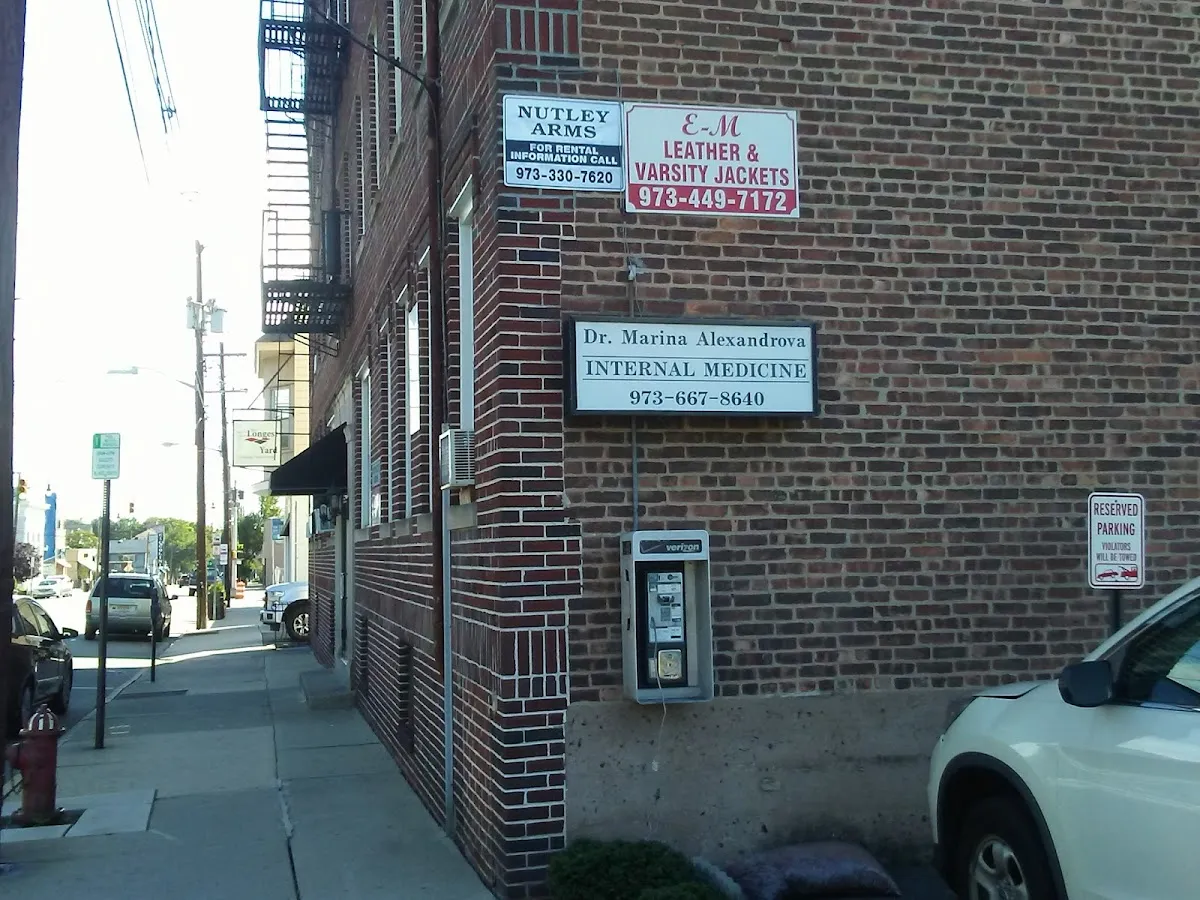 NUTLEY
ARMS
FOR RENTAL
INFORMATION CALL
973-330-7620
E-M
LEATHER &
VARSITY JACKETS
973-449-7172
Dr. Marina Alexandrova
INTERNAL MEDICINE
973-667-8640
verizon
RESERVED
PARKING
VIOLATORS
WILL BE TOWED
Yard